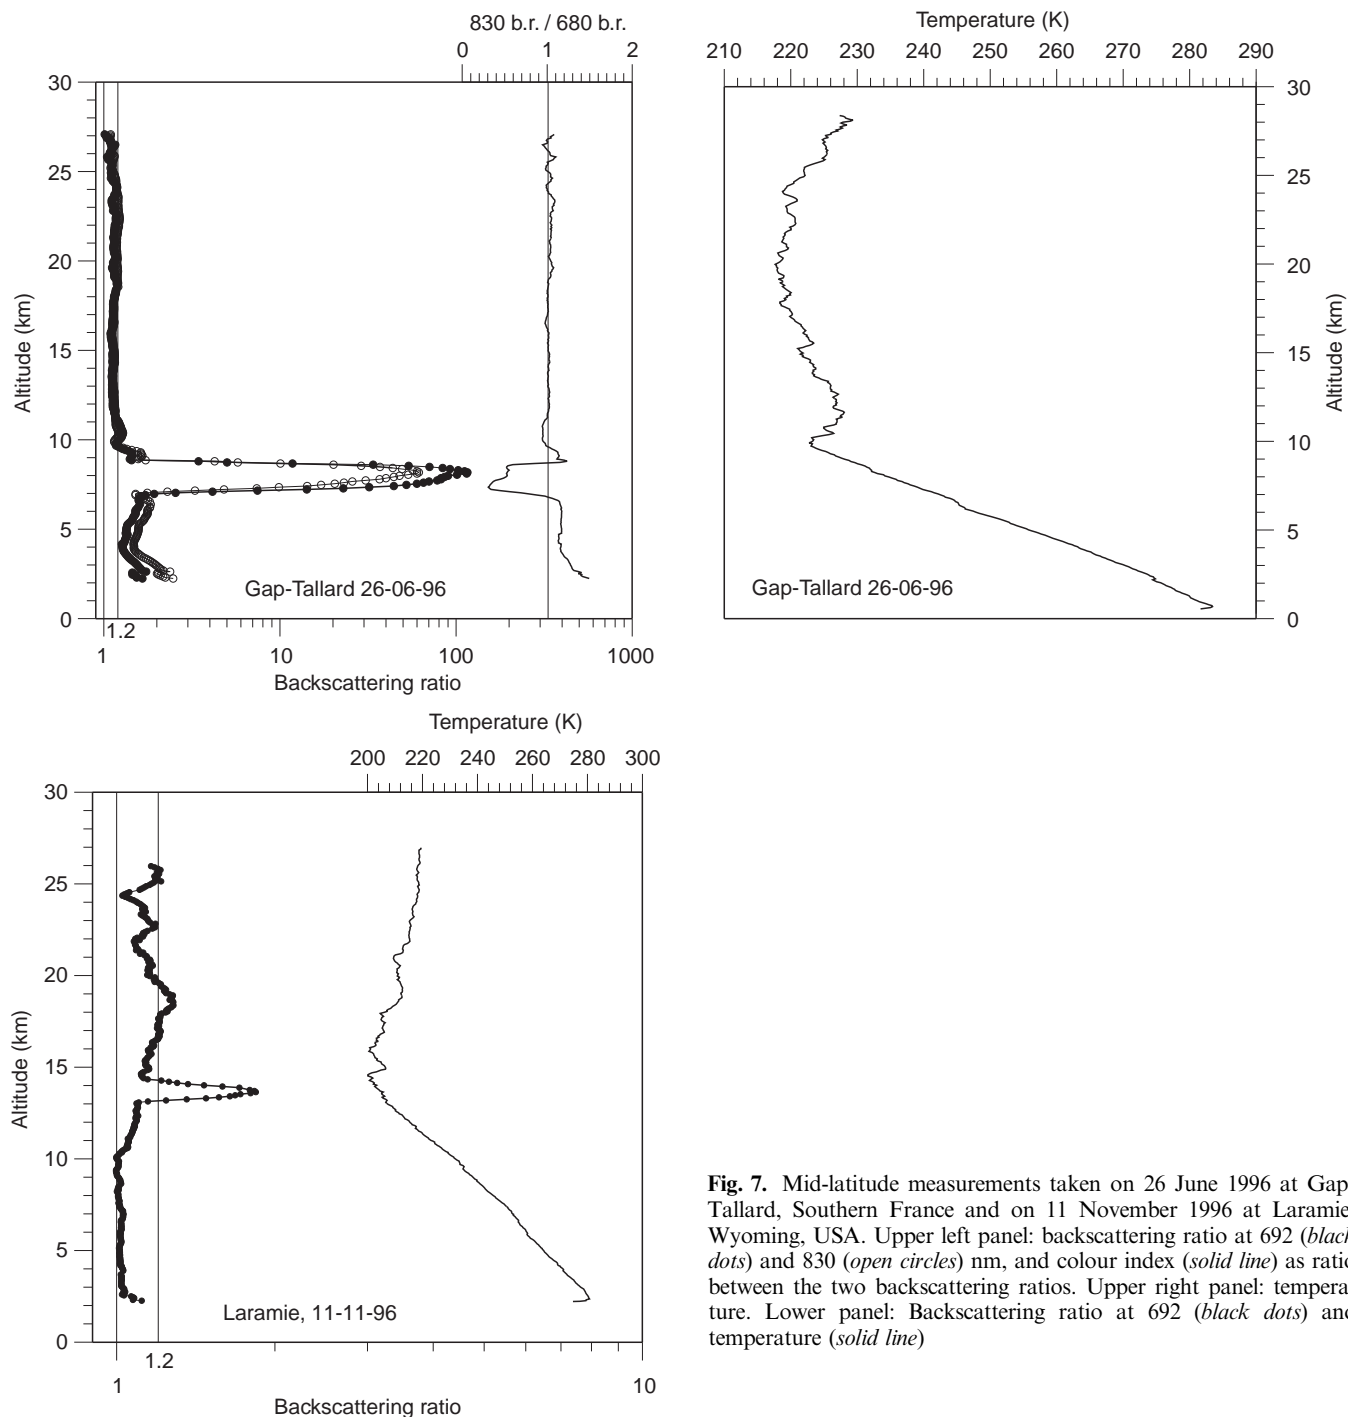 830 b.r. / 680 b.r.
0 1 2
30
25
20
15
10
5
0
Altitude (km)
Gap-Tallard 26-06-96
1.2
1 10 100 1000
Backscattering ratio
Temperature (K)
210 220 230 240 250 260 270 280 290
30
25
20
15
10
5
0
Altitude (km)
Gap-Tallard 26-06-96
Temperature (K)
200 220 240 260 280 300
30
25
20
15
10
5
0
Altitude (km)
Laramie, 11-11-96
1.2
1 10
Backscattering ratio
Fig. 7. Mid-latitude measurements taken on 26 June 1996 at Gap
Tallard, Southern France and on 11 November 1996 at Laramie
Wyoming, USA. Upper left panel: backscattering ratio at 692 (black
dots) and 830 (open circles) nm, and colour index (solid line) as ratio
between the two backscattering ratios. Upper right panel: tempera
ture. Lower panel: Backscattering ratio at 692 (black dots) and
temperature (solid line)